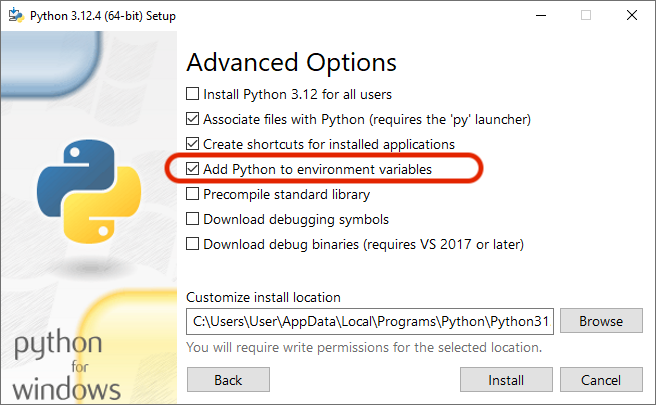 Python 3.12.4 (64-bit) Setup
Advanced Options
Install Python 3.12 for all users
Associate files with Python (requires the 'py' launcher)
Create shortcuts for installed applications
Add Python to environment variables
Precompile standard library
Download debugging symbols
Download debug binaries (requires VS 2017 or later)
Customize install location
C:\Users\User\AppData\Local\Programs\Python\Python31
Browse
You will require write permissions for the selected location.
python
for
windows
Back
Install
Cancel